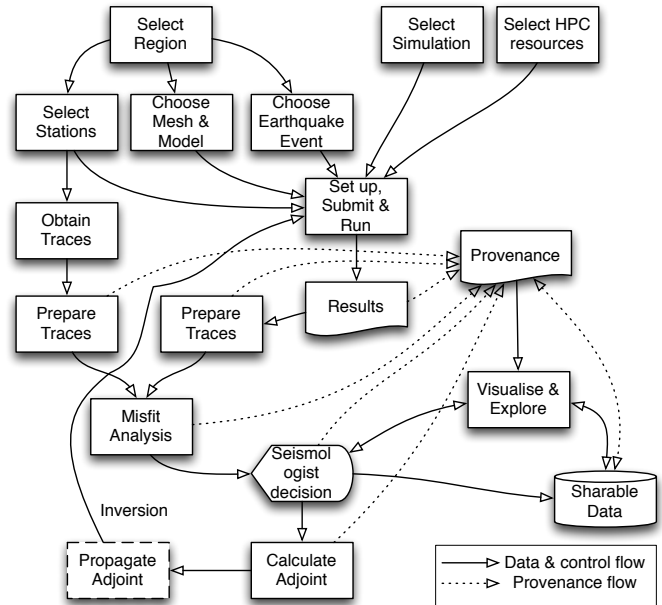 Select
Region
Select
Simulation
Select HPC
resources
Select
Stations
Choose
Mesh &
Model
Choose
Earthquake
Event
Set up,
Submit &
Run
Obtain
Traces
Provenance
Prepare
Traces
Prepare
Traces
Results
Visualise &
Explore
Misfit
Analysis
Seismol
ogist
decision
Sharable
Data
Inversion
Propagate
Adjoint
Calculate
Adjoint
Data & control flow
Provenance flow